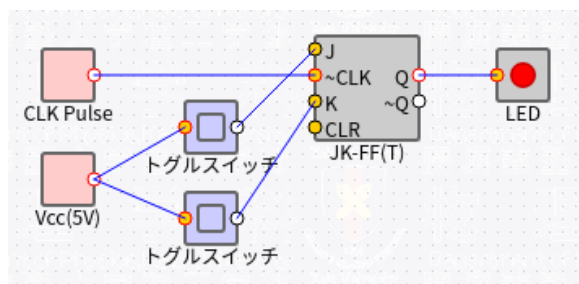 J
~CLK
Q
K
~Q
CLR
CLK Pulse
LED
トグルスイッチ
JK-FF(T)
Vcc(5V)
トグルスイッチ